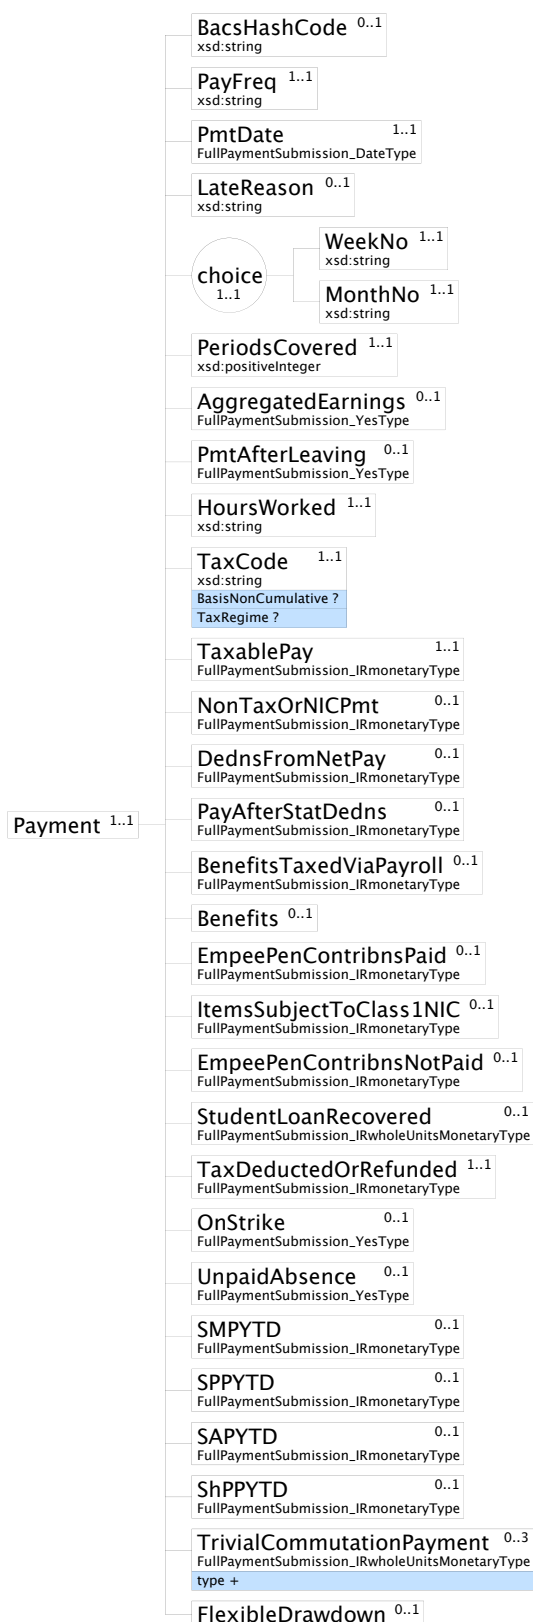 BacsHashCode 0..1
xsd:string
PayFreq 1..1
xsd:string
PmtDate 1..1
FullPaymentSubmission_DateType
LateReason 0..1
xsd:string
choice
1..1
WeekNo 1..1
xsd:string
MonthNo 1..1
xsd:string
PeriodsCovered 1..1
xsd:positiveInteger
AggregatedEarnings 0..1
FullPaymentSubmission_YesType
PmtAfterLeaving 0..1
FullPaymentSubmission_YesType
HoursWorked 1..1
xsd:string
TaxCode 1..1
xsd:string
BasisNonCumulative ?
TaxRegime ?
TaxablePay 1..1
FullPaymentSubmission_IRmonetaryType
NonTaxOrNICPmt 0..1
FullPaymentSubmission_IRmonetaryType
DednsFromNetPay 0..1
FullPaymentSubmission_IRmonetaryType
Payment 1..1
PayAfterStatDedns 0..1
FullPaymentSubmission_IRmonetaryType
BenefitsTaxedViaPayroll 0..1
FullPaymentSubmission_IRmonetaryType
Benefits 0..1
EmpeePenContribnsPaid 0..1
FullPaymentSubmission_IRmonetaryType
ItemsSubjectToClass1NIC 0..1
FullPaymentSubmission_IRmonetaryType
EmpeePenContribnsNotPaid 0..1
FullPaymentSubmission_IRmonetaryType
StudentLoanRecovered 0..1
FullPaymentSubmission_IRwholeUnitsMonetaryType
TaxDeductedOrRefunded 1..1
FullPaymentSubmission_IRmonetaryType
OnStrike 0..1
FullPaymentSubmission_YesType
UnpaidAbsence 0..1
FullPaymentSubmission_YesType
SMPYTD 0..1
FullPaymentSubmission_IRmonetaryType
SPPYTD 0..1
FullPaymentSubmission_IRmonetaryType
SAPYTD 0..1
FullPaymentSubmission_IRmonetaryType
ShPPYTD 0..1
FullPaymentSubmission_IRmonetaryType
TrivialCommutationPayment 0..3
FullPaymentSubmission_IRwholeUnitsMonetaryType
type +
FlexibleDrawdown 0..1